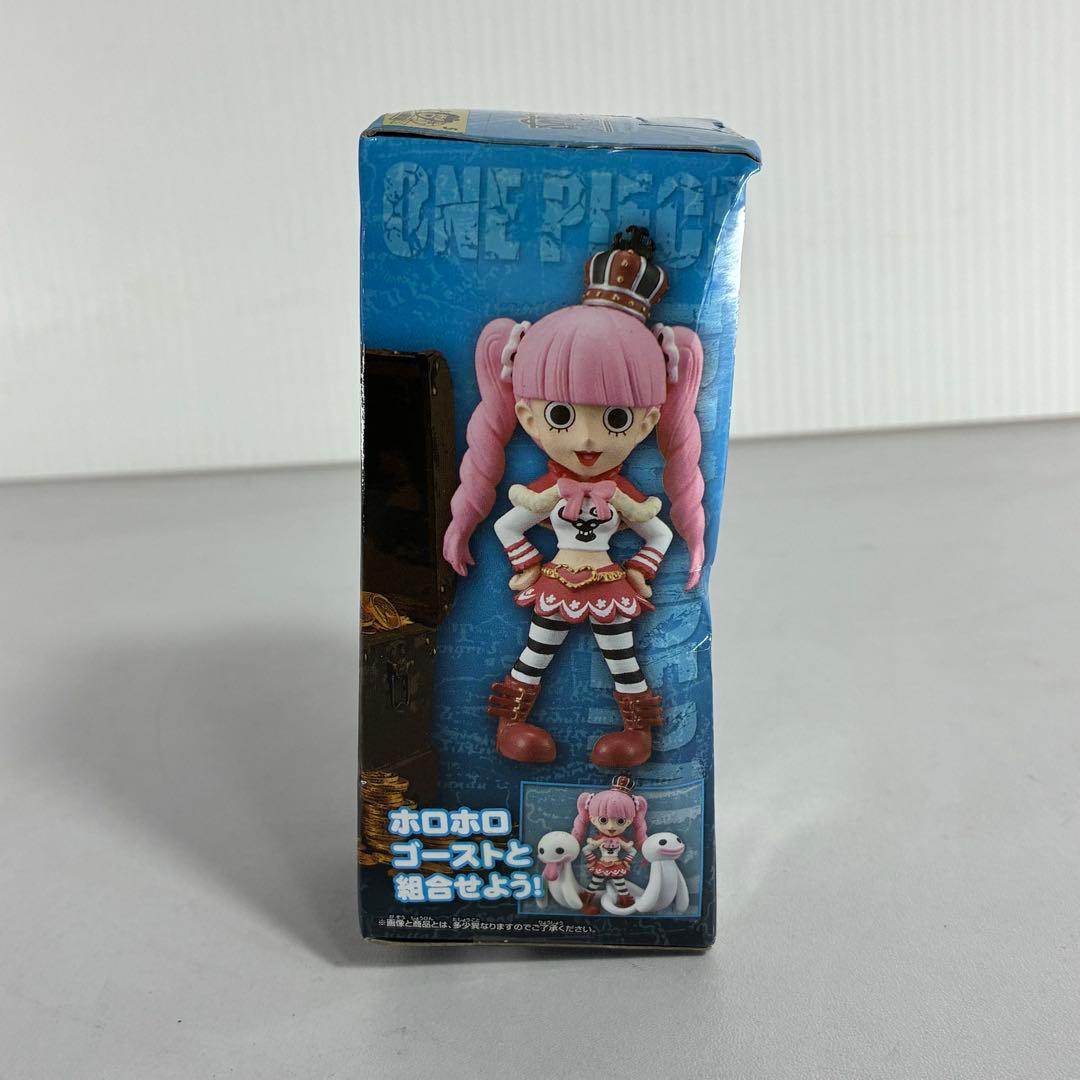 ONE PIECE
ホロホロ
ゴーストと
組合せよう!
※画像と商品とは、多少異なりますのでご了承ください。